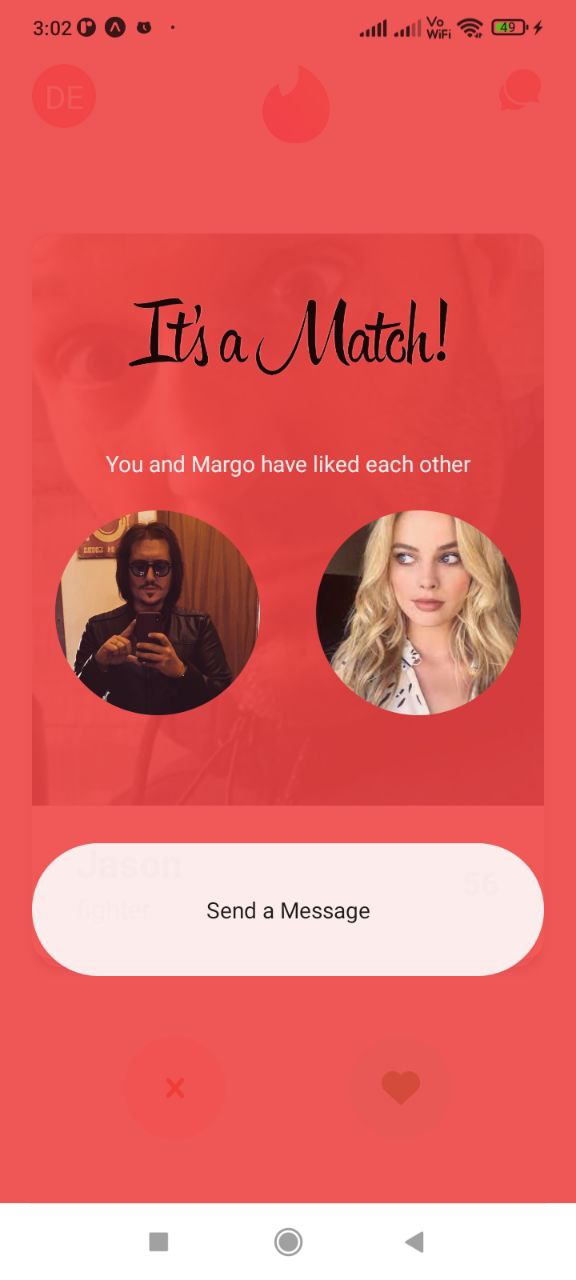 3:02
Vo
WiFi
49
DE
It's a Match!
You and Margo have liked each other
Jason
56
fighter
Send a Message